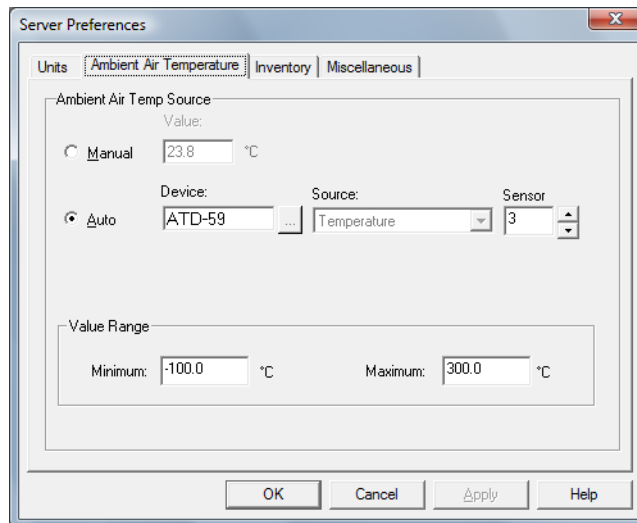 Server Preferences
Units
Ambient Air Temperature
Inventory
Miscellaneous
Ambient Air Temp Source
Value:
Manual
23.8
°C
Device:
Source:
Sensor
Auto
ATD-59
...
Temperature
3
Value Range
Minimum:
-100.0
°C
Maximum:
300.0
°C
OK
Cancel
Apply
Help